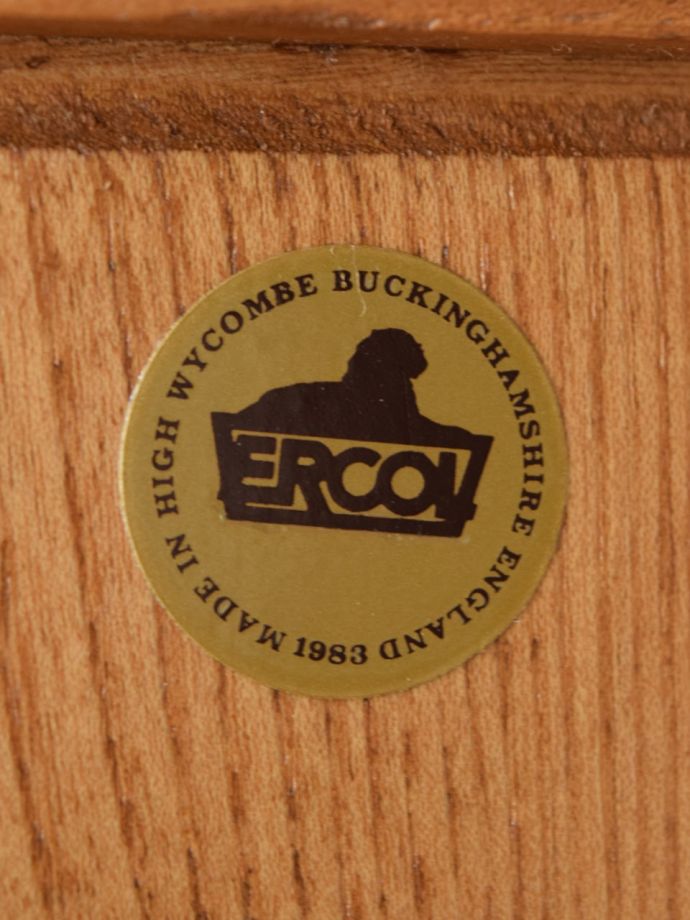 MADE IN HIGH WYCOMBE BUCKINGHAMSHIRE ENGLAND
ERCOL
1983